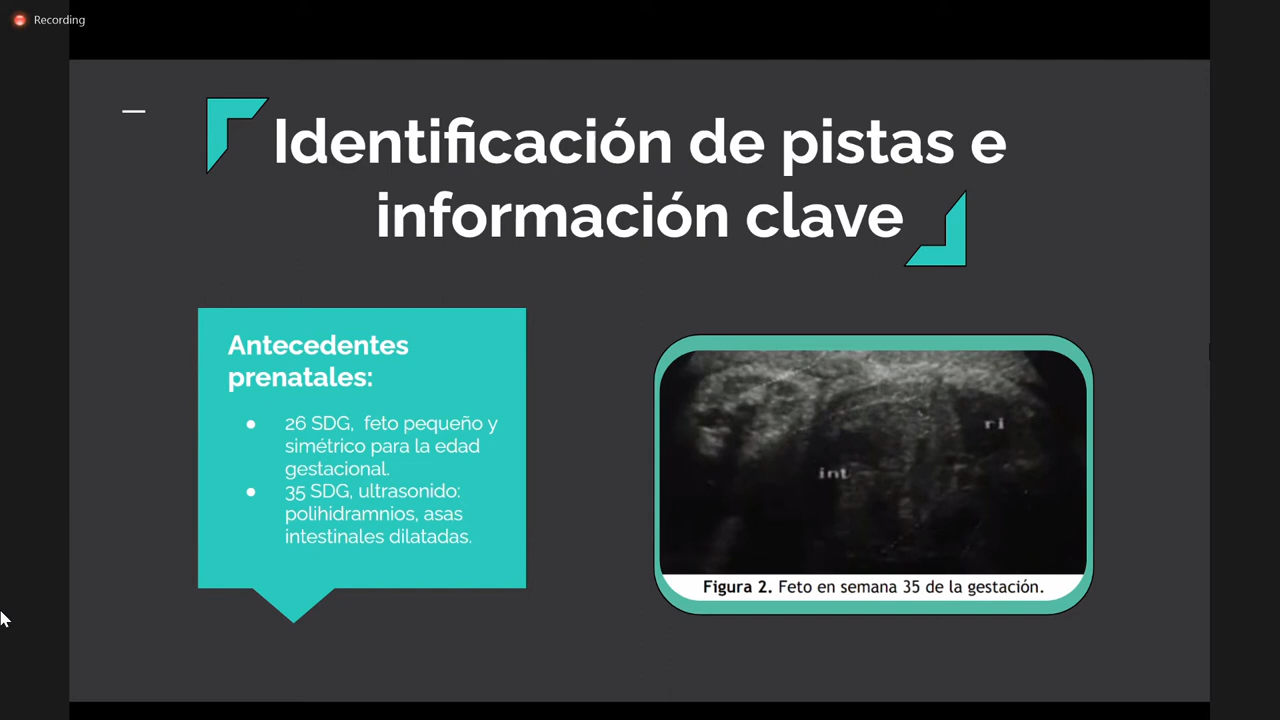 Recording
Identificación de pistas e
información clave
Antecedentes
prenatales:
● 26 SDG, feto pequeño y
simétrico para la edad
gestacional.
● 35 SDG, ultrasonido:
polihidramnios, asas
intestinales dilatadas.
ri
int
Figura 2. Feto en semana 35 de la gestación.